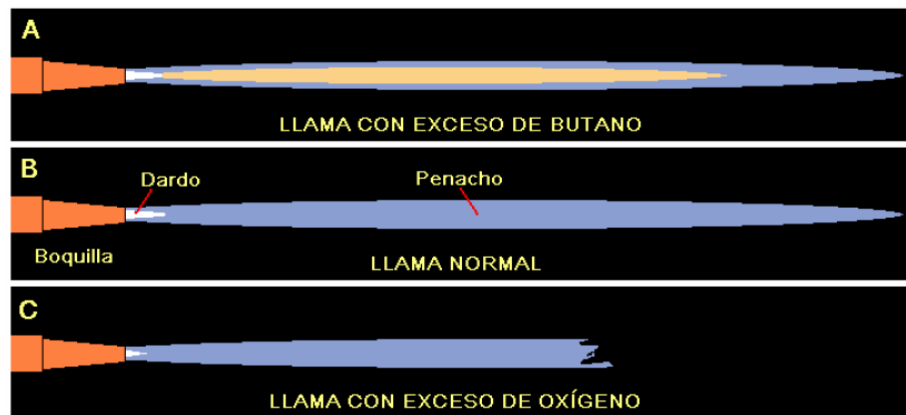 A
LLAMA CON EXCESO DE BUTANO
B
Dardo
Penacho
Boquilla
LLAMA NORMAL
C
LLAMA CON EXCESO DE OXÍGENO